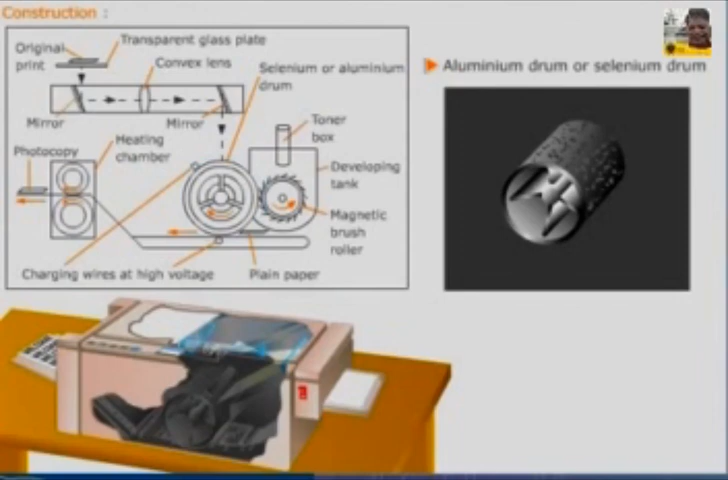 Construction :
Original
print
Transparent glass plate
Convex lens
Selenium or aluminium
drum
Mirror
Mirror
Toner
box
Photocopy
Heating
chamber
Developing
tank
Magnetic
brush
roller
Charging wires at high voltage
Plain paper
Aluminium drum or selenium drum